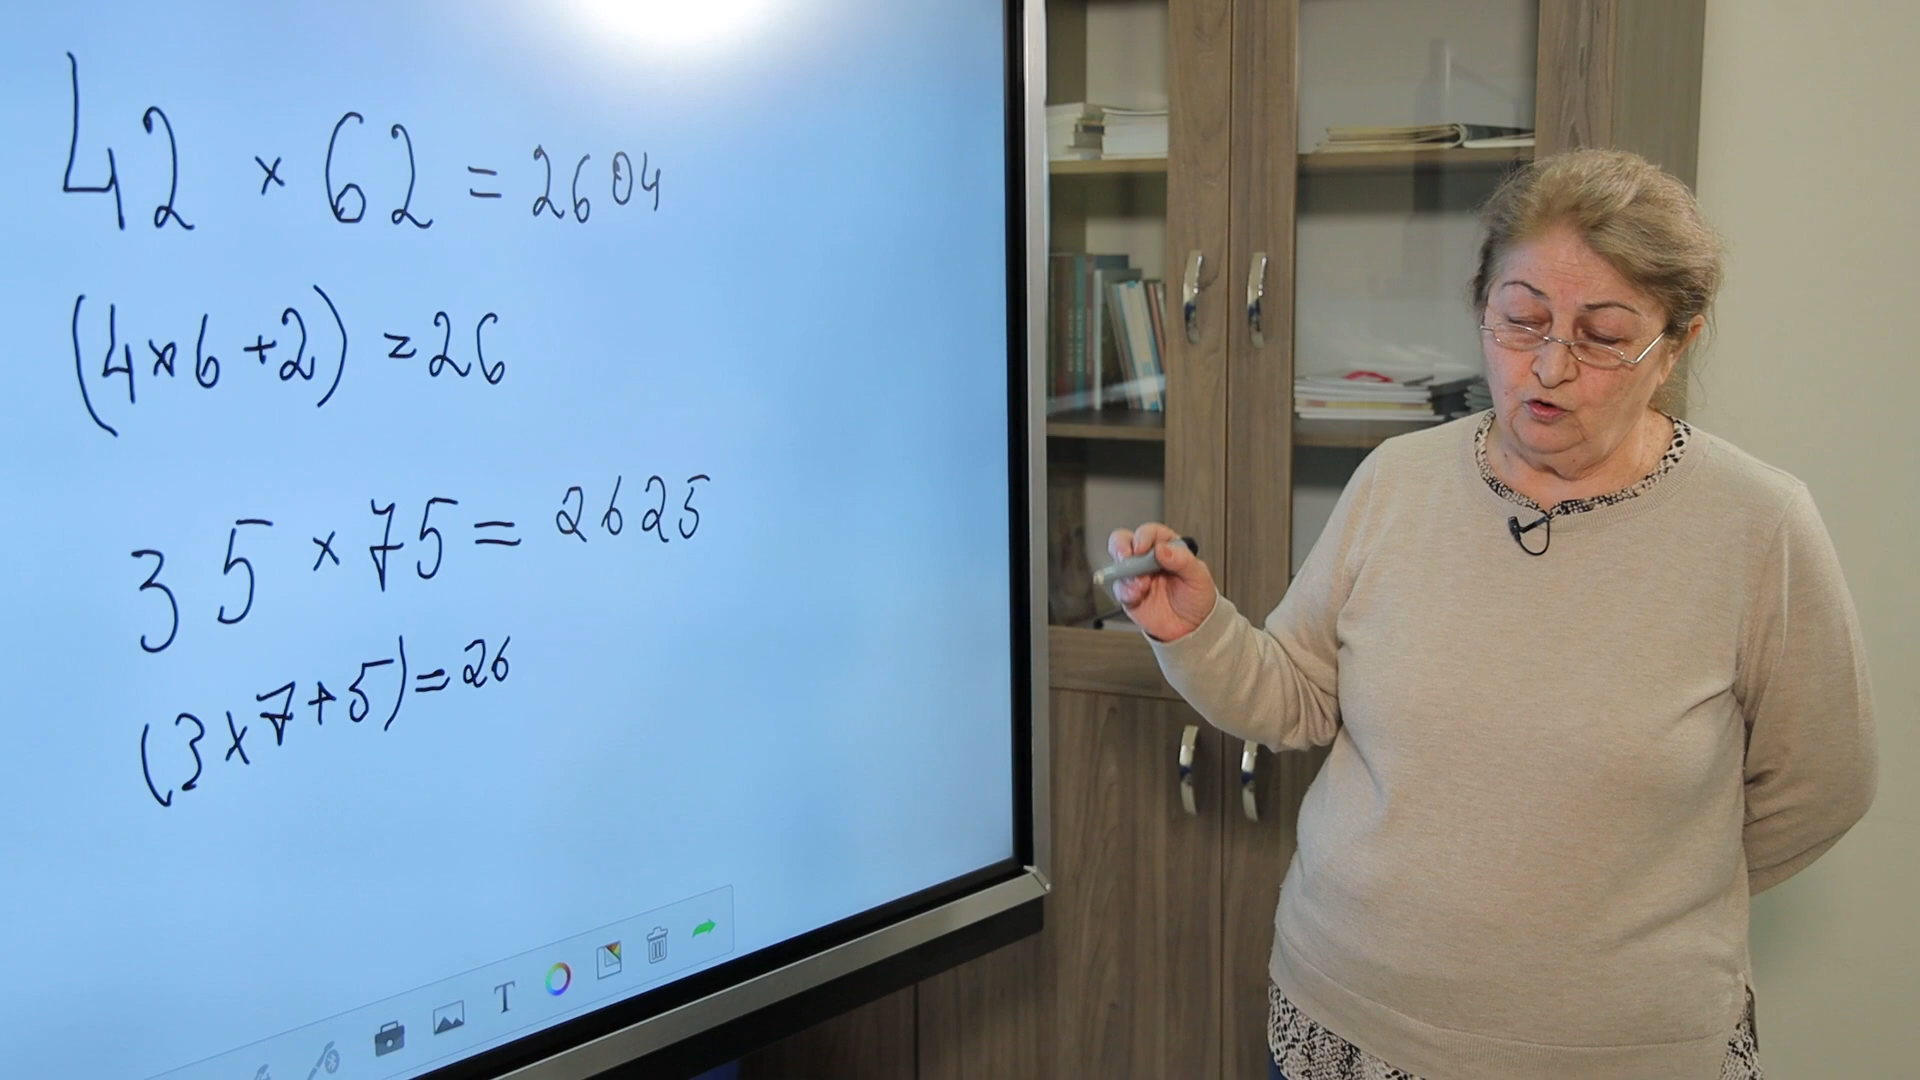 42 × 62 = 2604
(4×6+2) = 26
35 × 75 = 2625
(3×7+5) = 26
T